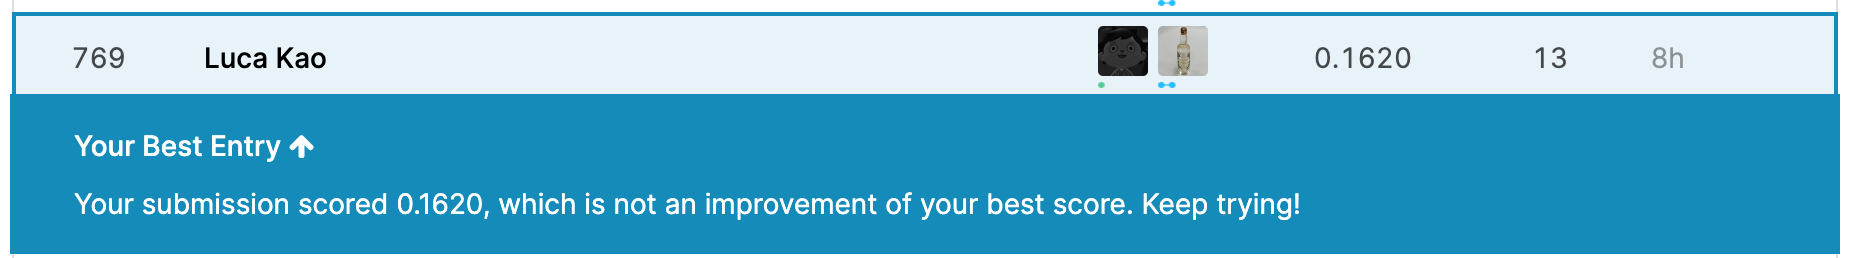 769 Luca Kao 0.1620 13 8h
Your Best Entry
Your submission scored 0.1620, which is not an improvement of your best score. Keep trying!